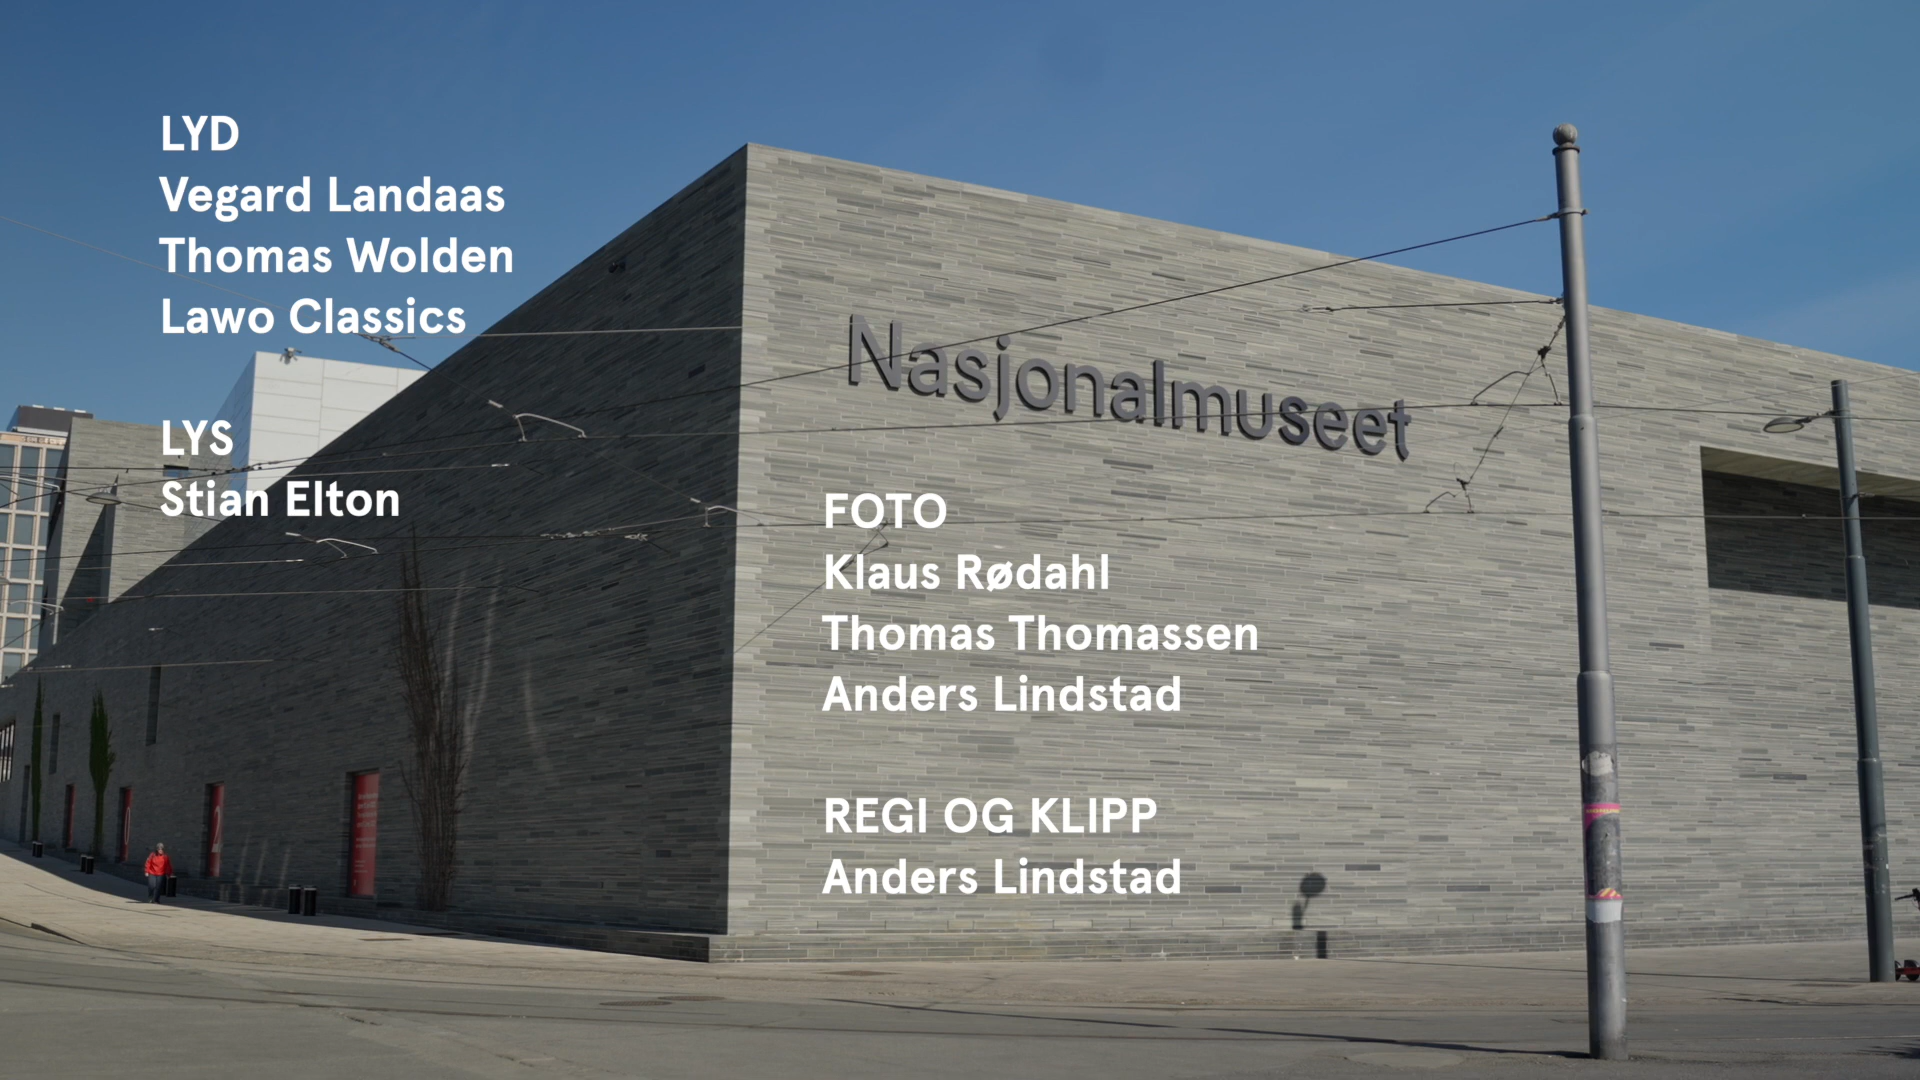 LYD
Vegard Landaas
Thomas Wolden
Lawo Classics
LYS
Stian Elton
Nasjonalmuseet
FOTO
Klaus Rødahl
Thomas Thomassen
Anders Lindstad
REGI OG KLIPP
Anders Lindstad